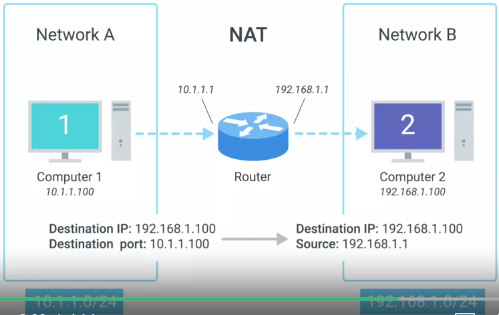 Network A
NAT
Network B
10.1.1.1
192.168.1.1
1
2
Computer 1
10.1.1.100
Router
Computer 2
192.168.1.100
Destination IP: 192.168.1.100
Destination port: 10.1.1.100
Destination IP: 192.168.1.100
Source: 192.168.1.1
10.1.1.0/24
192.168.1.0/24